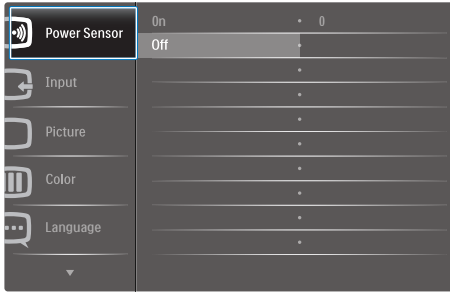 Power Sensor
On 0
Off
Input
Picture
Color
Language